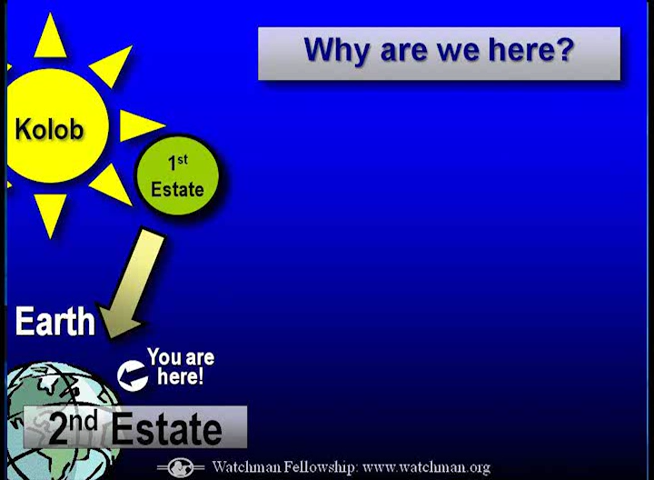 Why are we here?
Kolob
1st
Estate
Earth
You are
here!
2nd Estate
Watchman Fellowship: www.watchman.org